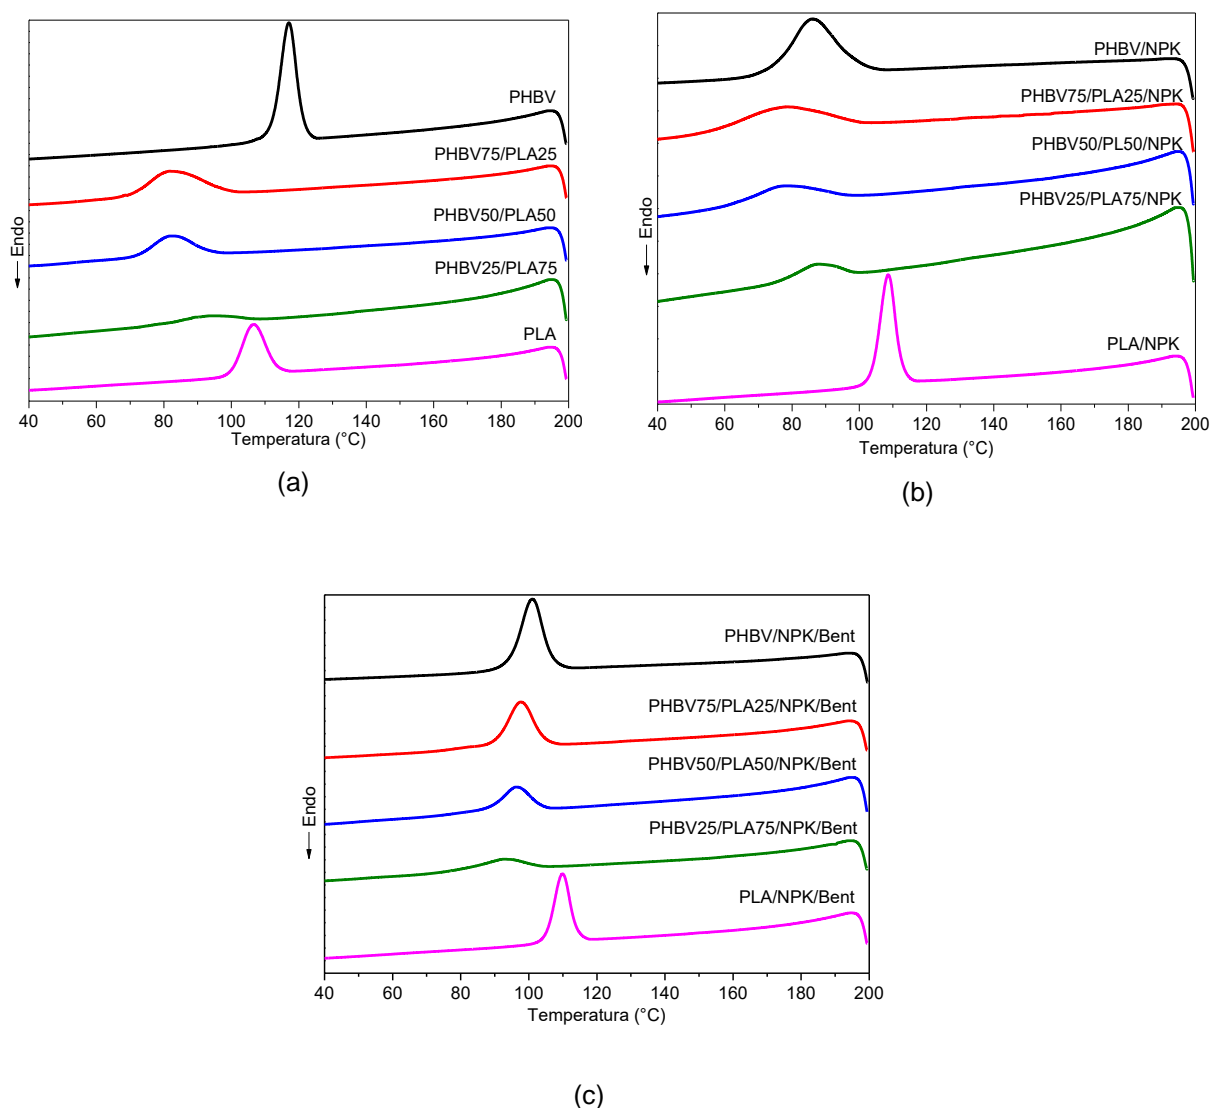 PHBV
PHBV75/PLA25
PHBV50/PLA50
PHBV25/PLA75
PLA
Endo
40 60 80 100 120 140 160 180 200
Temperatura (°C)
(a)
PHBV/NPK
PHBV75/PLA25/NPK
PHBV50/PL50/NPK
PHBV25/PLA75/NPK
PLA/NPK
Endo
40 60 80 100 120 140 160 180 200
Temperatura (°C)
(b)
PHBV/NPK/Bent
PHBV75/PLA25/NPK/Bent
PHBV50/PLA50/NPK/Bent
PHBV25/PLA75/NPK/Bent
PLA/NPK/Bent
Endo
40 60 80 100 120 140 160 180 200
Temperatura (°C)
(c)